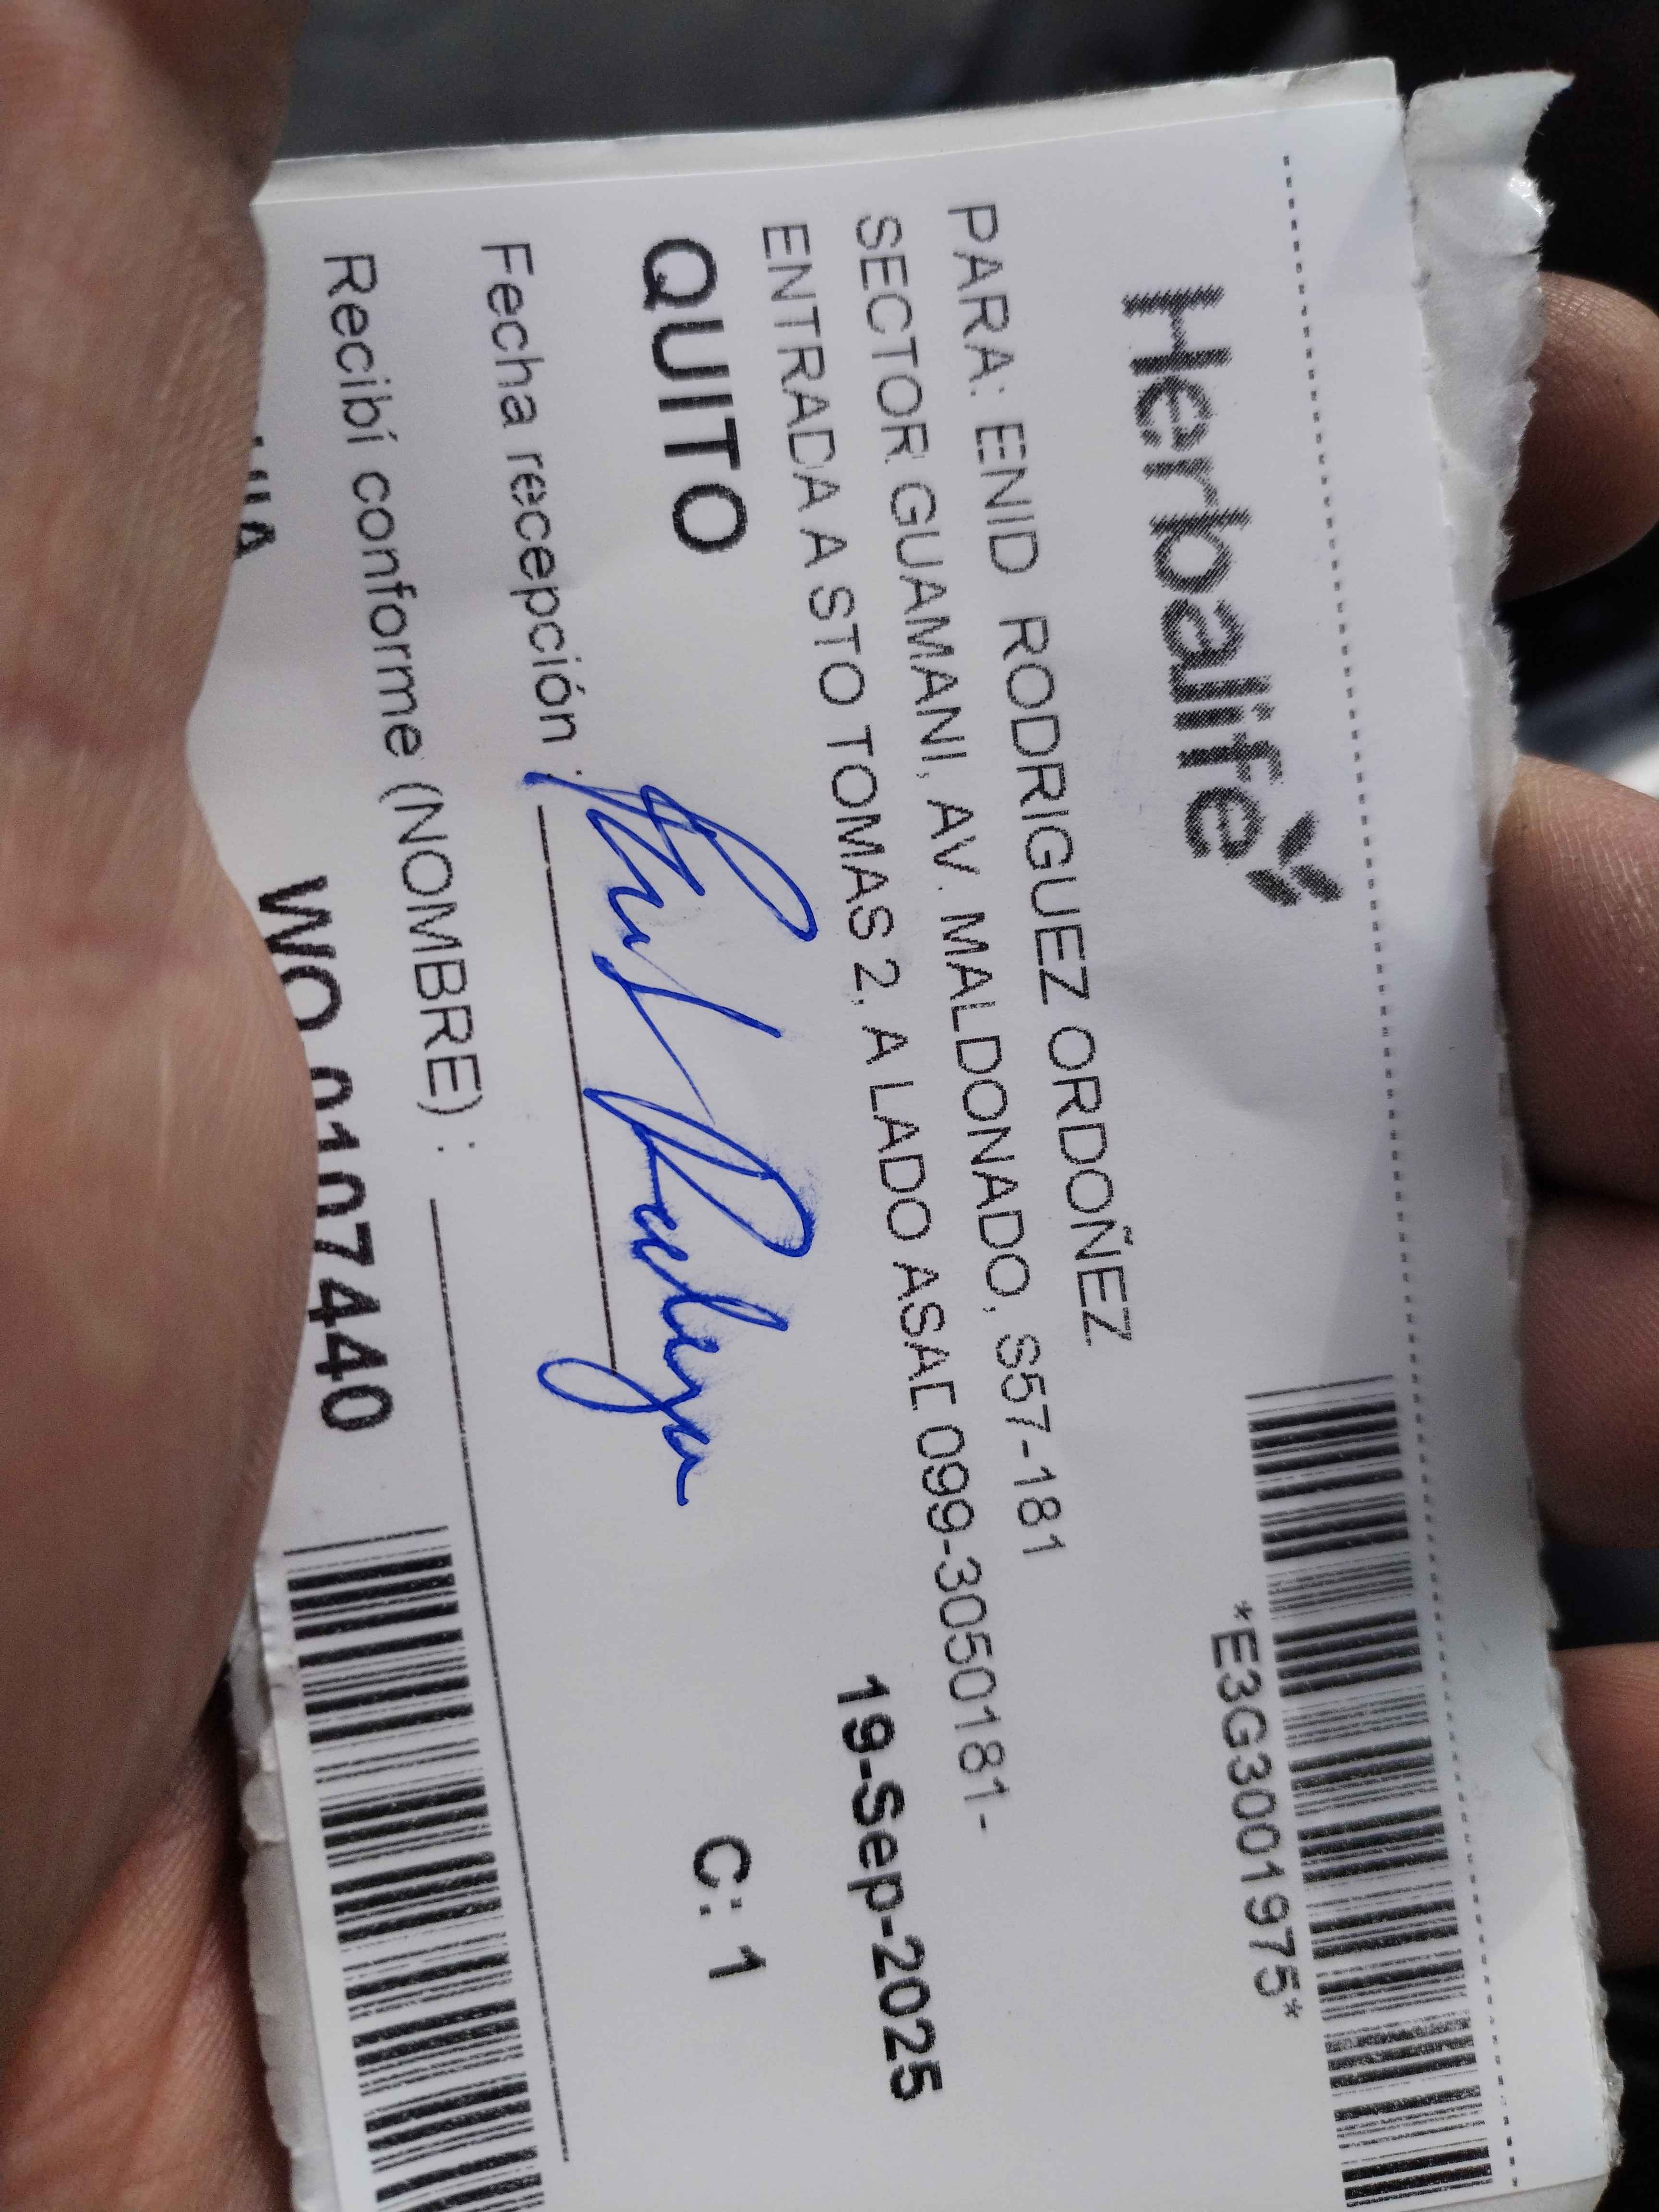 Herbalife
*E3G3001975*
PARA: ENID RODRIGUEZ ORDOÑEZ
SECTOR GUAMANI, AV. MALDONADO, S57-181
ENTRADA A STO TOMAS 2, A LADO ASAE 099-3050181-
19-Sep-2025
QUITO
C: 1
Fecha recepción :
Recibí conforme (NOMBRE) :
WO 0107440